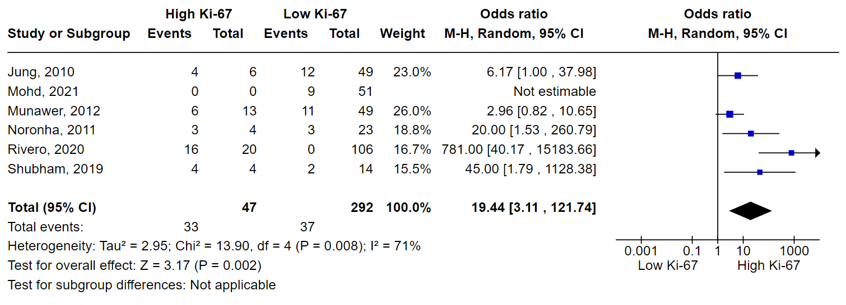 High Ki-67 Low Ki-67 Odds ratio Odds ratio
Study or Subgroup Events Total Events Total Weight M-H, Random, 95% CI M-H, Random, 95% CI
Jung, 2010 4 6 12 49 23.0% 6.17 [1.00 , 37.98]
Mohd, 2021 0 0 9 51 Not estimable
Munawer, 2012 6 13 11 49 26.0% 2.96 [0.82 , 10.65]
Noronha, 2011 3 4 3 23 18.8% 20.00 [1.53 , 260.79]
Rivero, 2020 16 20 0 106 16.7% 781.00 [40.17 , 15183.66]
Shubham, 2019 4 4 2 14 15.5% 45.00 [1.79 , 1128.38]
Total (95% CI) 47 292 100.0% 19.44 [3.11 , 121.74]
Total events: 33 37
Heterogeneity: Tau² = 2.95; Chi² = 13.90, df = 4 (P = 0.008); I² = 71%
Test for overall effect: Z = 3.17 (P = 0.002)
Test for subgroup differences: Not applicable
0.001 0.1 1 10 1000
Low Ki-67 High Ki-67